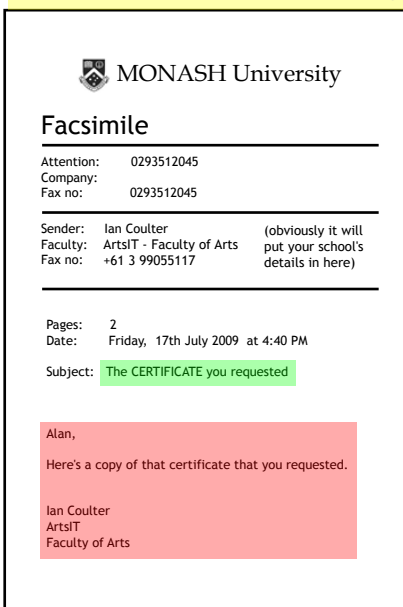 MONASH University
Facsimile
Attention: 0293512045
Company:
Fax no: 0293512045
Sender: Ian Coulter (obviously it will
Faculty: ArtsIT - Faculty of Arts put your school's
Fax no: +61 3 99055117 details in here)
Pages: 2
Date: Friday, 17th July 2009 at 4:40 PM
Subject: The CERTIFICATE you requested
Alan,
Here's a copy of that certificate that you requested.
Ian Coulter
ArtsIT
Faculty of Arts